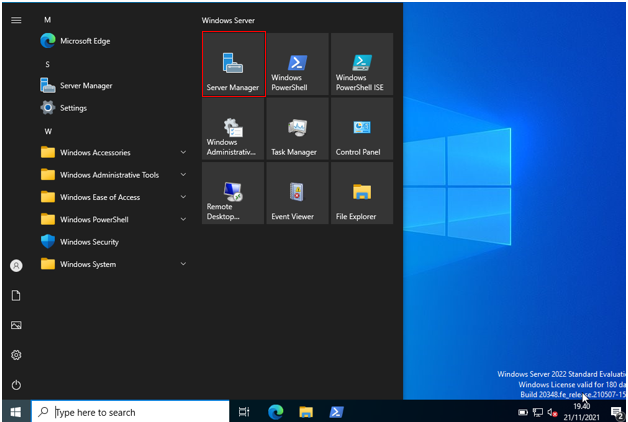 M
Microsoft Edge
S
Server Manager
Settings
W
Windows Accessories
Windows Administrative Tools
Windows Ease of Access
Windows PowerShell
Windows Security
Windows System
Windows Server
Server Manager
Windows
PowerShell
Windows
PowerShell ISE
Windows
Administrativ...
Task Manager
Control Panel
Remote
Desktop...
Event Viewer
File Explorer
Windows Server 2022 Standard Evaluatio
Windows License valid for 180 da
Build 20348.fe_release.210507-15
Type here to search
19.40
21/11/2021
2